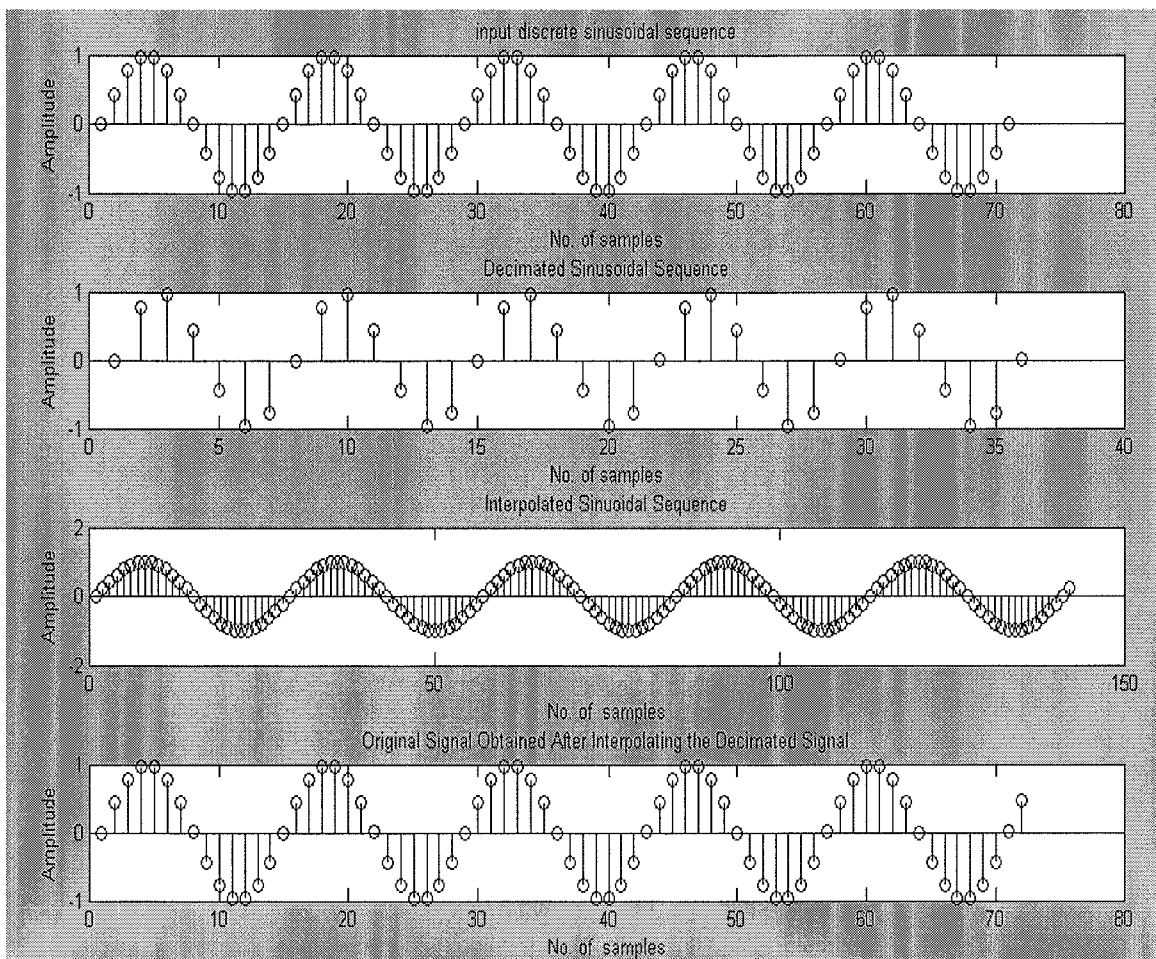 input discrete sinusoidal sequence
Amplitude
1
0
-1
0 10 20 30 40 50 60 70 80
No. of samples
Decimated Sinusoidal Sequence
Amplitude
1
0
-1
0 5 10 15 20 25 30 35 40
No. of samples
Interpolated Sinuoidal Sequence
Amplitude
2
0
-2
0 50 100 150
No. of samples
Original Signal Obtained After Interpolating the Decimated Signal
Amplitude
1
0
-1
0 10 20 30 40 50 60 70 80
No. of samples